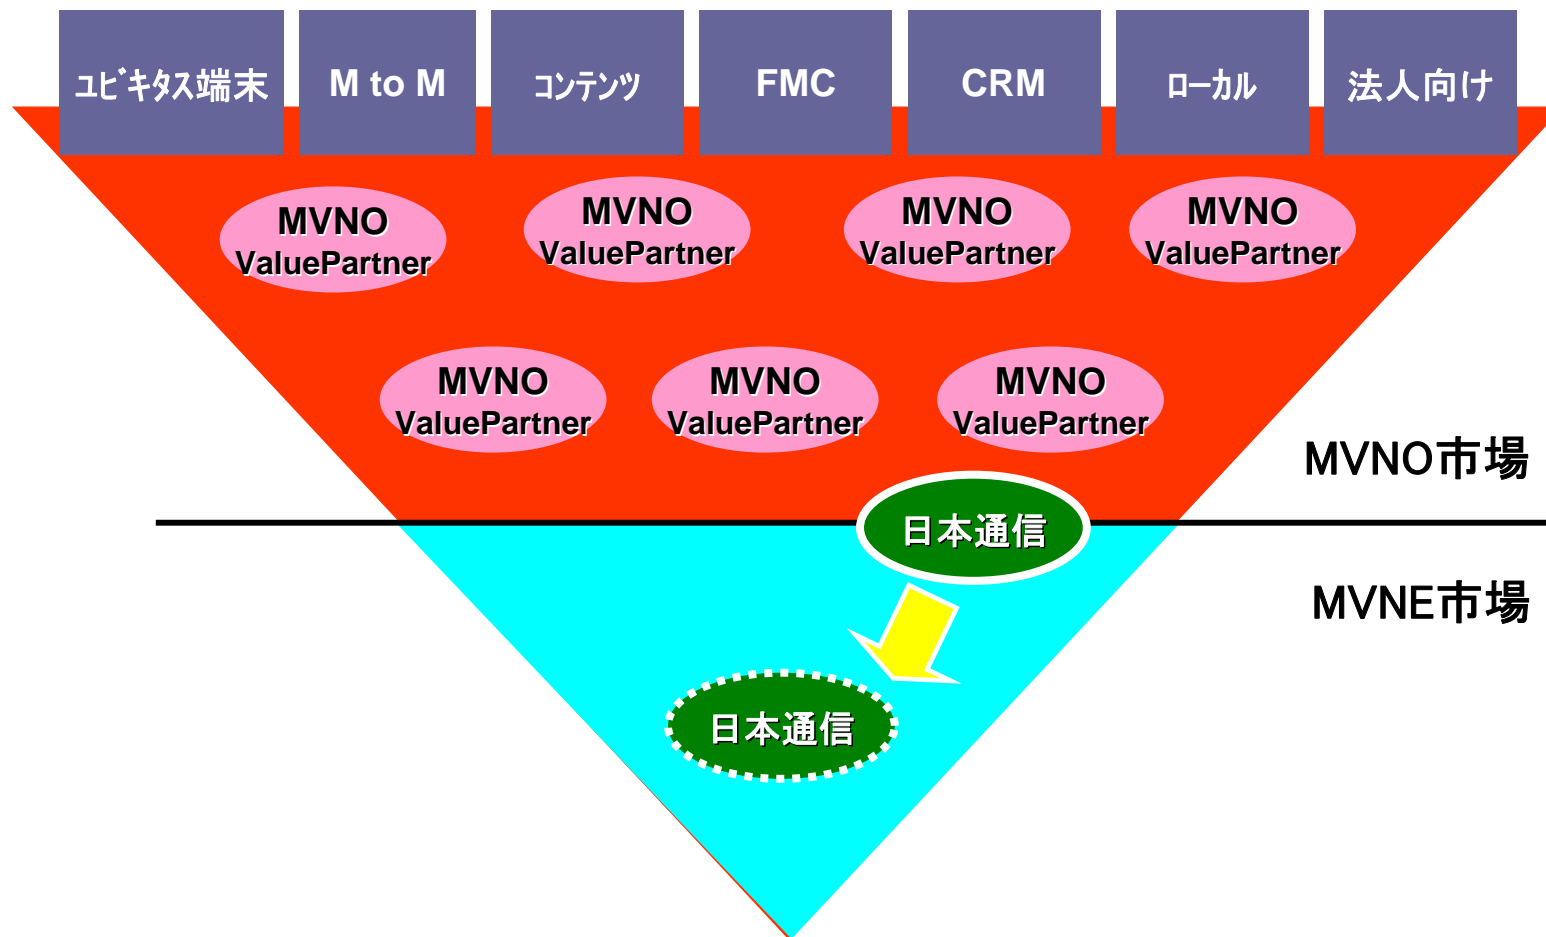 ﾕﾋﾞｷﾀｽ端末
M to M
ｺﾝﾃﾝﾂ
FMC
CRM
ﾛｰｶﾙ
法人向け
MVNO
ValuePartner
MVNO
ValuePartner
MVNO
ValuePartner
MVNO
ValuePartner
MVNO
ValuePartner
MVNO
ValuePartner
MVNO
ValuePartner
MVNO市場
日本通信
MVNE市場
日本通信